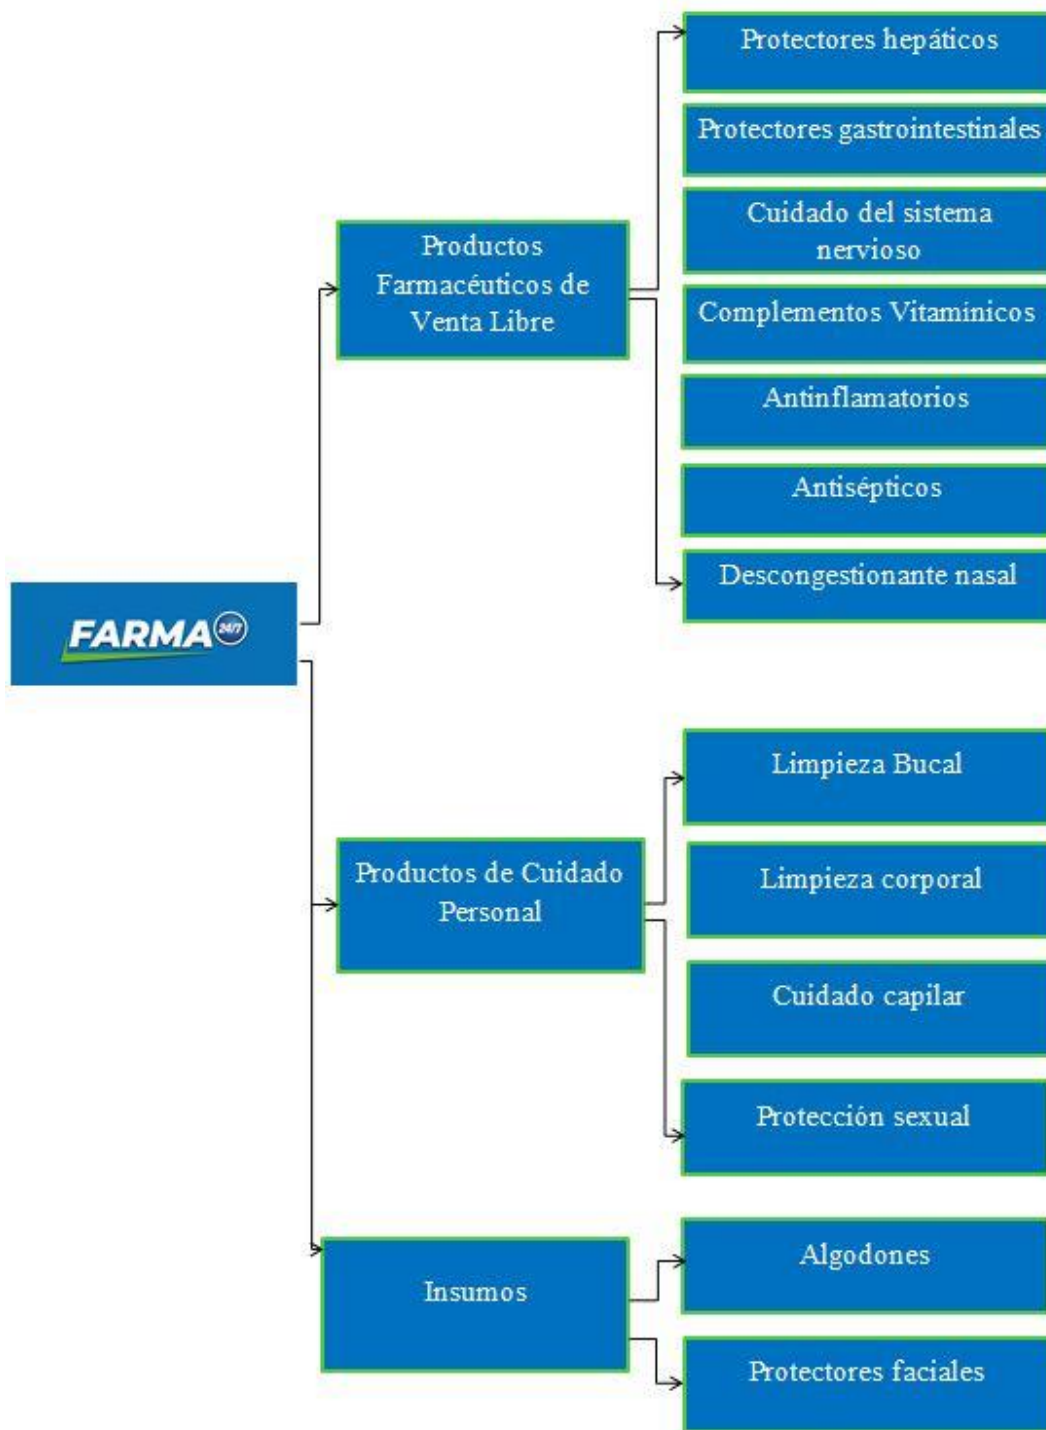 Protectores hepáticos
Protectores gastrointestinales
Cuidado del sistema
nervioso
Productos
Farmacéuticos de
Venta Libre
Complementos Vitamínicos
Antinflamatorios
Antisépticos
Descongestionante nasal
FARMA 24/7
Limpieza Bucal
Productos de Cuidado
Personal
Limpieza corporal
Cuidado capilar
Protección sexual
Insumos
Algodones
Protectores faciales